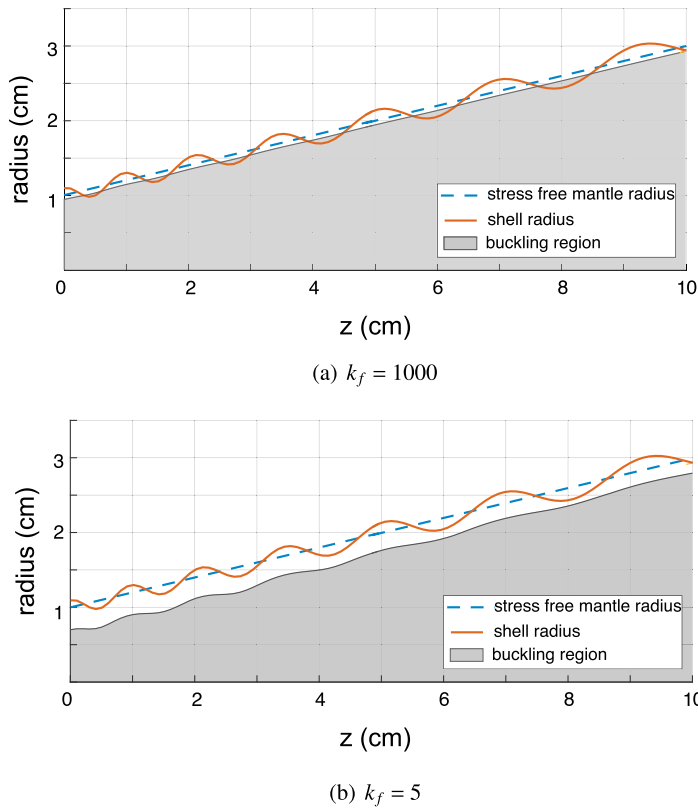 3
2
1
radius (cm)
stress free mantle radius
shell radius
buckling region
0
2
4
6
8
10
z (cm)
(a) k_f = 1000
3
2
1
radius (cm)
stress free mantle radius
shell radius
buckling region
0
2
4
6
8
10
z (cm)
(b) k_f = 5